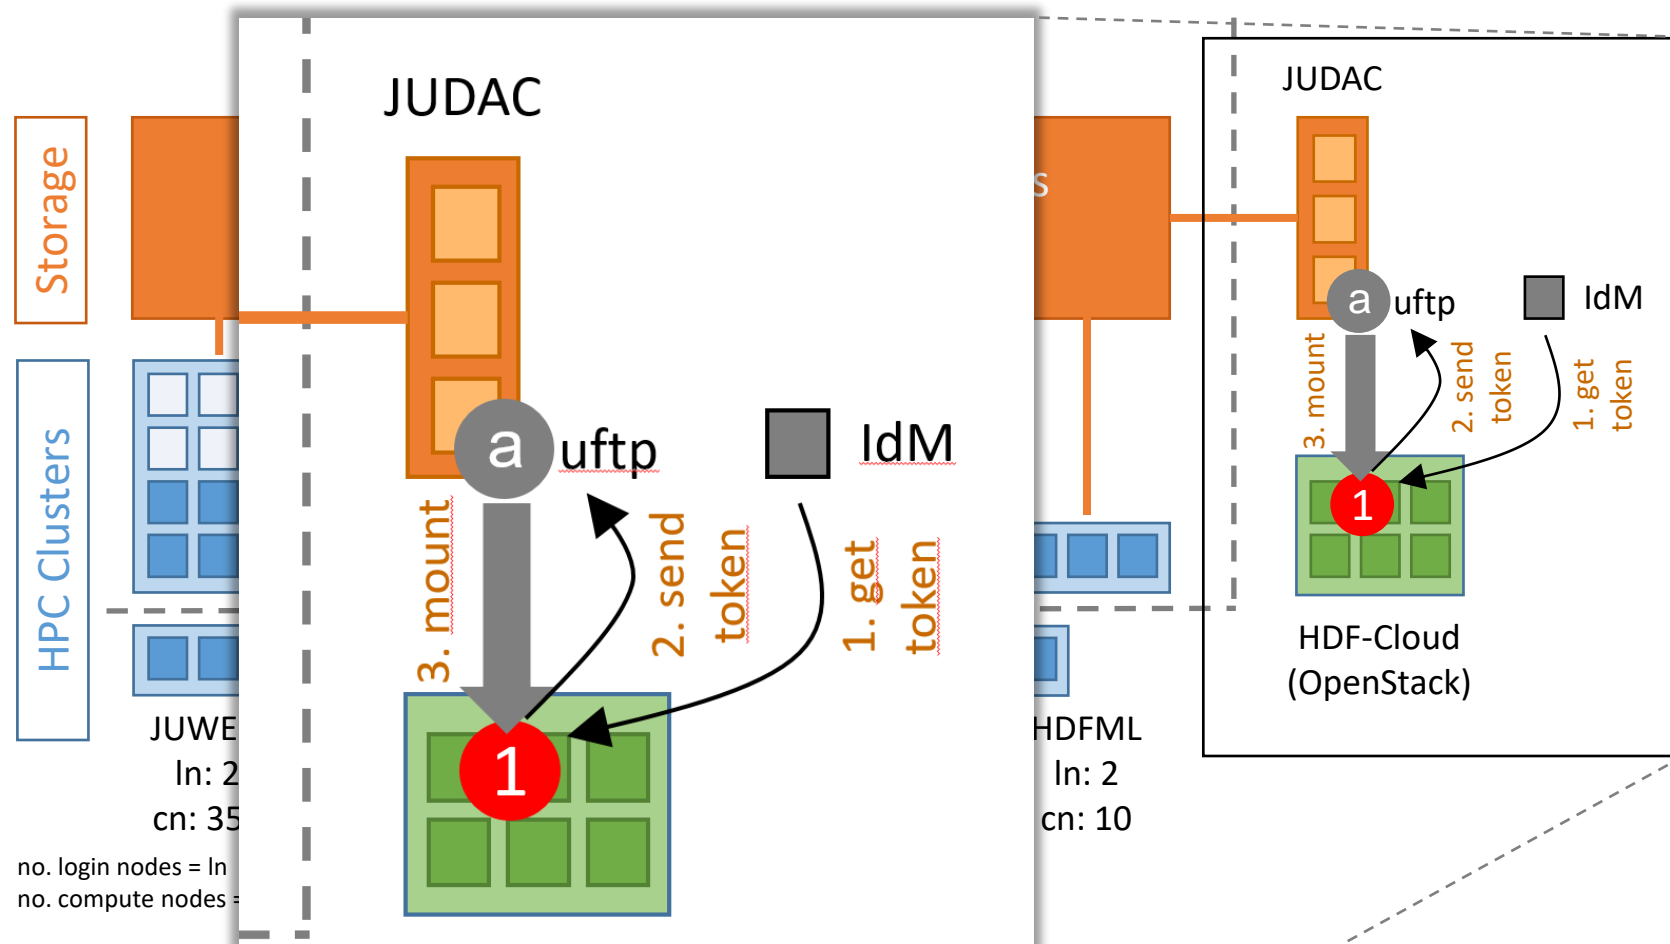 Storage
HPC Clusters
JUDAC
a
uftp
IdM
3. mount
2. send
token
1. get
token
1
s
JUDAC
a
uftp
IdM
3. mount
2. send
token
1. get
token
1
HDF-Cloud
(OpenStack)
JUWE
ln: 2
cn: 35
HDFML
ln: 2
cn: 10
no. login nodes = ln
no. compute nodes =